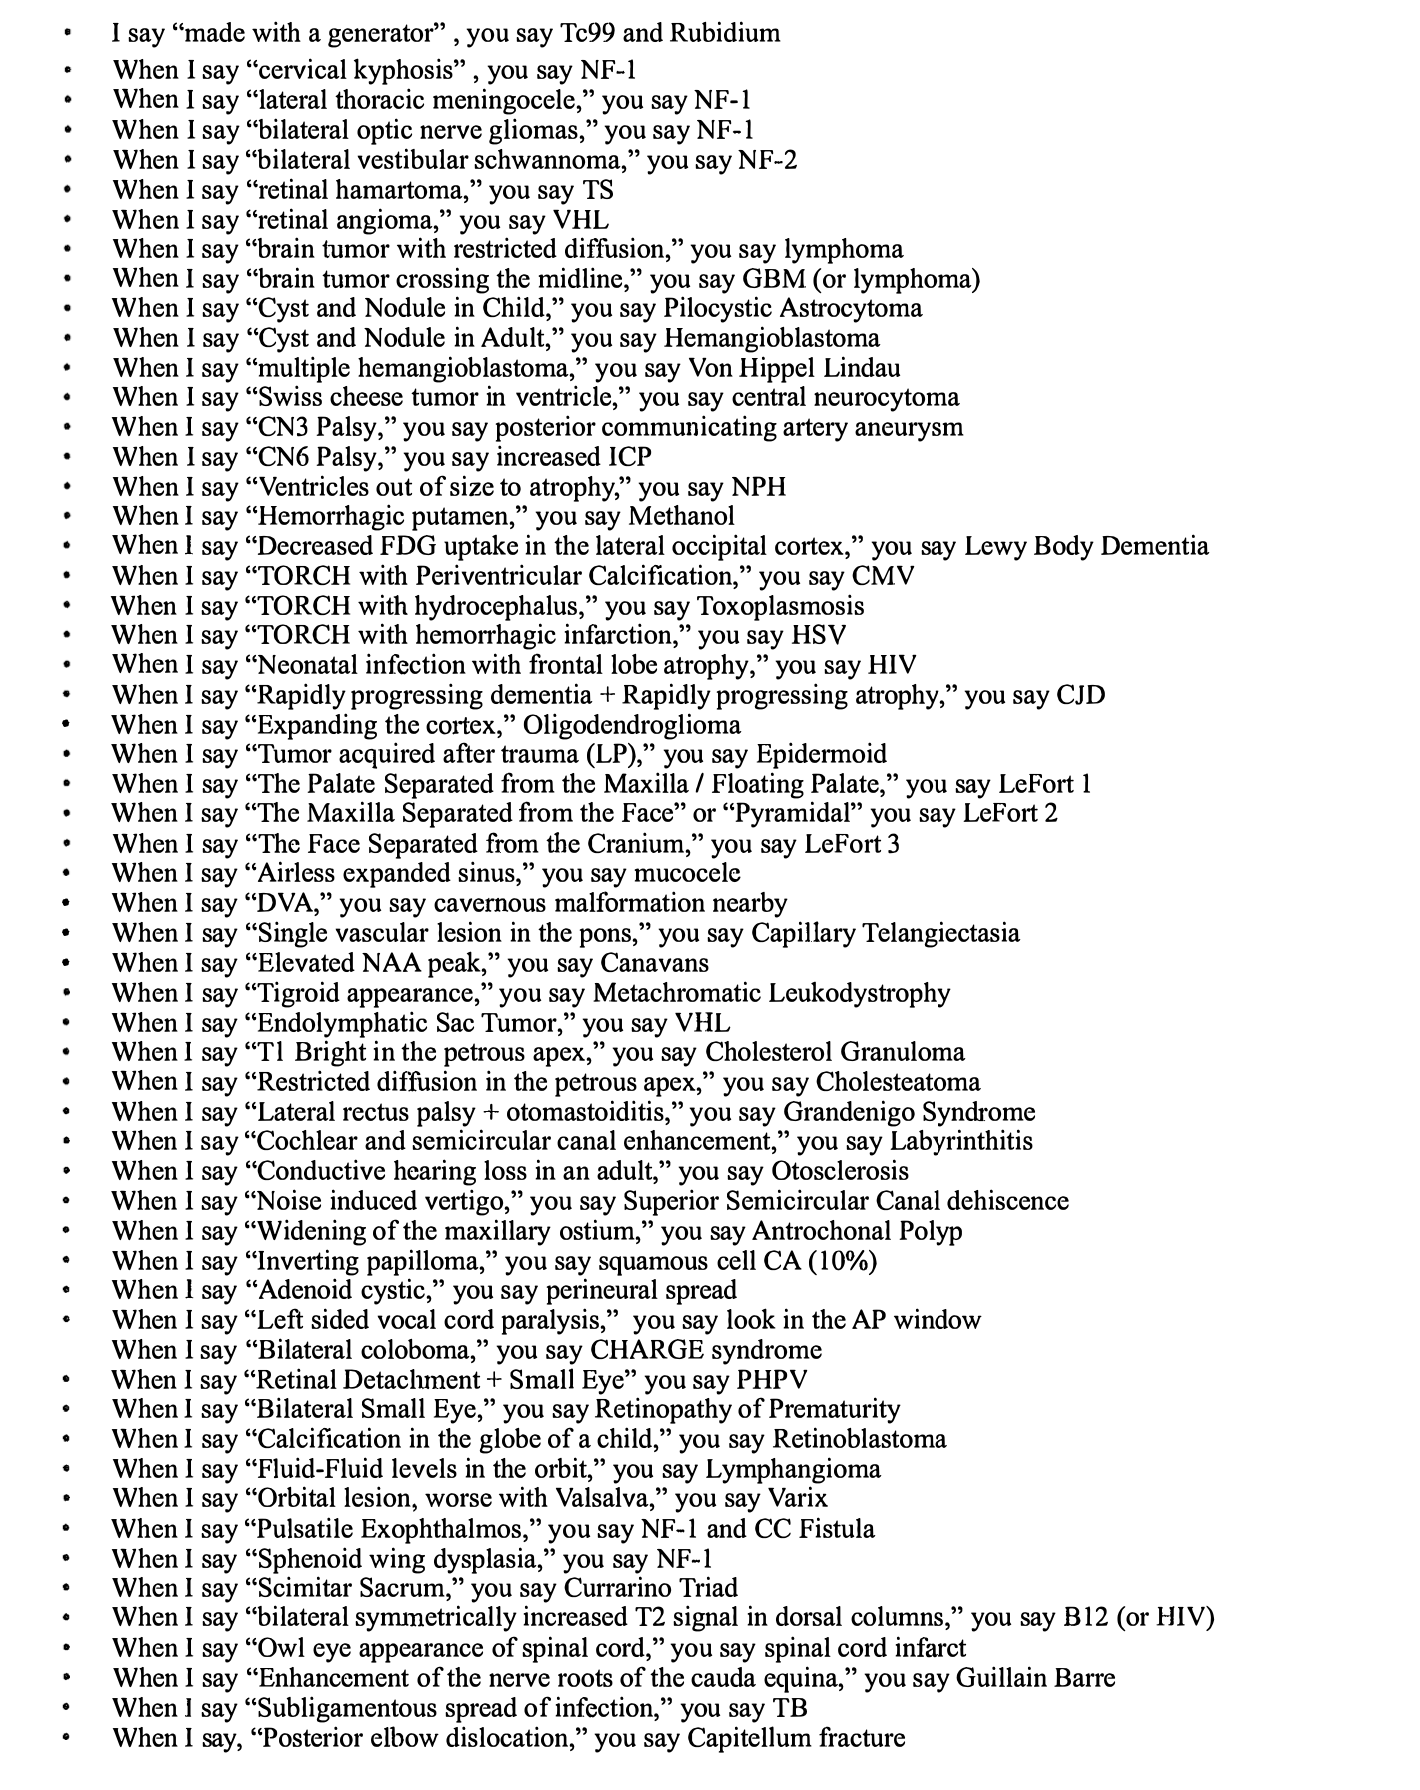 • I say “made with a generator” , you say Tc99 and Rubidium
• When I say “cervical kyphosis” , you say NF-1
• When I say “lateral thoracic meningocele,” you say NF-1
• When I say “bilateral optic nerve gliomas,” you say NF-1
• When I say “bilateral vestibular schwannoma,” you say NF-2
• When I say “retinal hamartoma,” you say TS
• When I say “retinal angioma,” you say VHL
• When I say “brain tumor with restricted diffusion,” you say lymphoma
• When I say “brain tumor crossing the midline,” you say GBM (or lymphoma)
• When I say “Cyst and Nodule in Child,” you say Pilocystic Astrocytoma
• When I say “Cyst and Nodule in Adult,” you say Hemangioblastoma
• When I say “multiple hemangioblastoma,” you say Von Hippel Lindau
• When I say “Swiss cheese tumor in ventricle,” you say central neurocytoma
• When I say “CN3 Palsy,” you say posterior communicating artery aneurysm
• When I say “CN6 Palsy,” you say increased ICP
• When I say “Ventricles out of size to atrophy,” you say NPH
• When I say “Hemorrhagic putamen,” you say Methanol
• When I say “Decreased FDG uptake in the lateral occipital cortex,” you say Lewy Body Dementia
• When I say “TORCH with Periventricular Calcification,” you say CMV
• When I say “TORCH with hydrocephalus,” you say Toxoplasmosis
• When I say “TORCH with hemorrhagic infarction,” you say HSV
• When I say “Neonatal infection with frontal lobe atrophy,” you say HIV
• When I say “Rapidly progressing dementia + Rapidly progressing atrophy,” you say CJD
• When I say “Expanding the cortex,” Oligodendroglioma
• When I say “Tumor acquired after trauma (LP),” you say Epidermoid
• When I say “The Palate Separated from the Maxilla / Floating Palate,” you say LeFort 1
• When I say “The Maxilla Separated from the Face” or “Pyramidal” you say LeFort 2
• When I say “The Face Separated from the Cranium,” you say LeFort 3
• When I say “Airless expanded sinus,” you say mucocele
• When I say “DVA,” you say cavernous malformation nearby
• When I say “Single vascular lesion in the pons,” you say Capillary Telangiectasia
• When I say “Elevated NAA peak,” you say Canavans
• When I say “Tigroid appearance,” you say Metachromatic Leukodystrophy
• When I say “Endolymphatic Sac Tumor,” you say VHL
• When I say “T1 Bright in the petrous apex,” you say Cholesterol Granuloma
• When I say “Restricted diffusion in the petrous apex,” you say Cholesteatoma
• When I say “Lateral rectus palsy + otomastoiditis,” you say Grandenigo Syndrome
• When I say “Cochlear and semicircular canal enhancement,” you say Labyrinthitis
• When I say “Conductive hearing loss in an adult,” you say Otosclerosis
• When I say “Noise induced vertigo,” you say Superior Semicircular Canal dehiscence
• When I say “Widening of the maxillary ostium,” you say Antrochonal Polyp
• When I say “Inverting papilloma,” you say squamous cell CA (10%)
• When I say “Adenoid cystic,” you say perineural spread
• When I say “Left sided vocal cord paralysis,” you say look in the AP window
When I say “Bilateral coloboma,” you say CHARGE syndrome
• When I say “Retinal Detachment + Small Eye” you say PHPV
• When I say “Bilateral Small Eye,” you say Retinopathy of Prematurity
• When I say “Calcification in the globe of a child,” you say Retinoblastoma
• When I say “Fluid-Fluid levels in the orbit,” you say Lymphangioma
• When I say “Orbital lesion, worse with Valsalva,” you say Varix
• When I say “Pulsatile Exophthalmos,” you say NF-1 and CC Fistula
• When I say “Sphenoid wing dysplasia,” you say NF-1
• When I say “Scimitar Sacrum,” you say Currarino Triad
• When I say “bilateral symmetrically increased T2 signal in dorsal columns,” you say B12 (or HIV)
• When I say “Owl eye appearance of spinal cord,” you say spinal cord infarct
• When I say “Enhancement of the nerve roots of the cauda equina,” you say Guillain Barre
• When I say “Subligamentous spread of infection,” you say TB
• When I say, “Posterior elbow dislocation,” you say Capitellum fracture